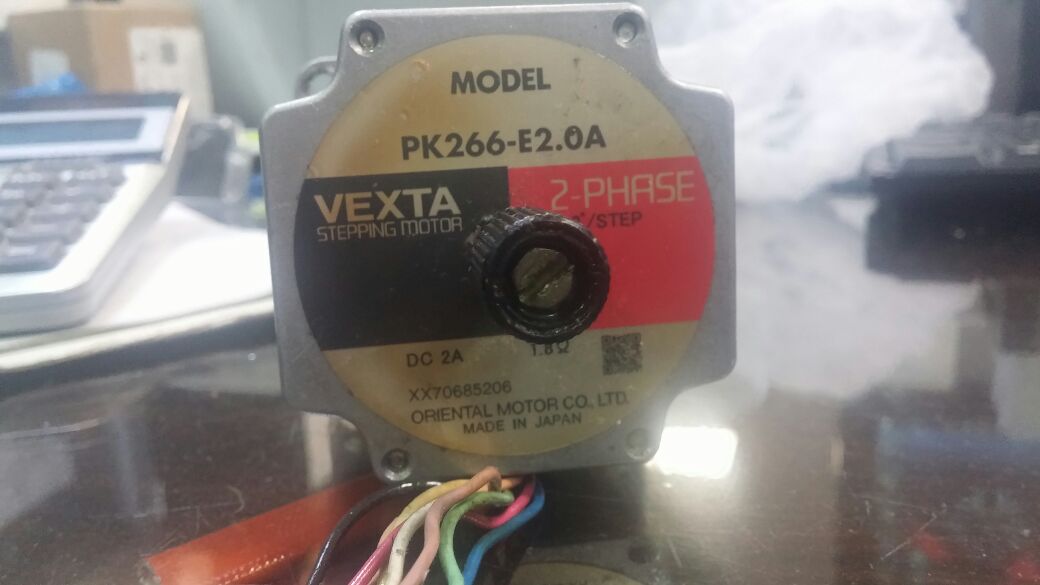 MODEL
PK266-E2.0A
VEXTA
STEPPING MOTOR
2-PHASE
°/STEP
DC 2A
1.8Ω
XX70685206
ORIENTAL MOTOR CO., LTD.
MADE IN JAPAN